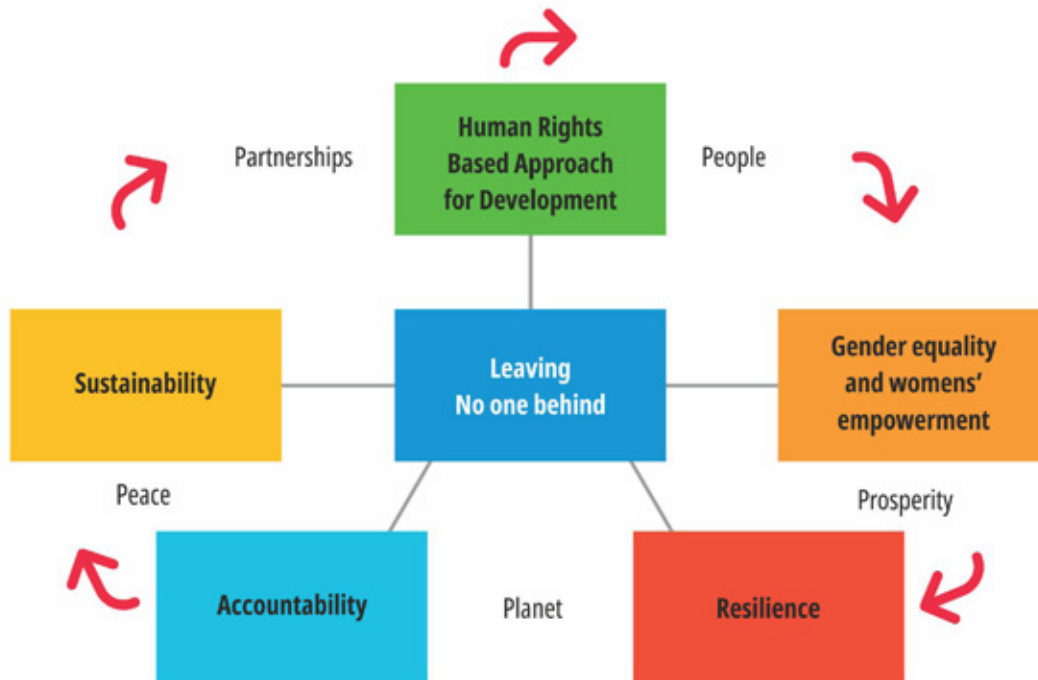 Human Rights
Based Approach
for Development
Partnerships
People
Sustainability
Leaving
No one behind
Gender equality
and womens’
empowerment
Peace
Prosperity
Accountability
Planet
Resilience